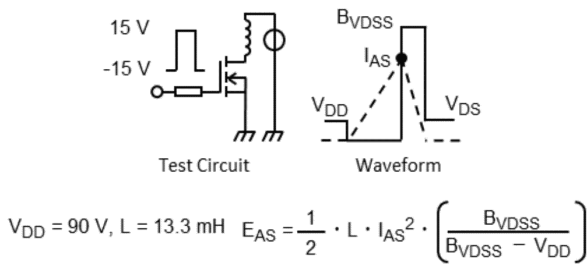 15 V
-15 V
BVDSS
IAS
VDD
VDS
Test Circuit
Waveform
VDD = 90 V, L = 13.3 mH
EAS = 1/2 · L · IAS² · (BVDSS / (BVDSS − VDD))